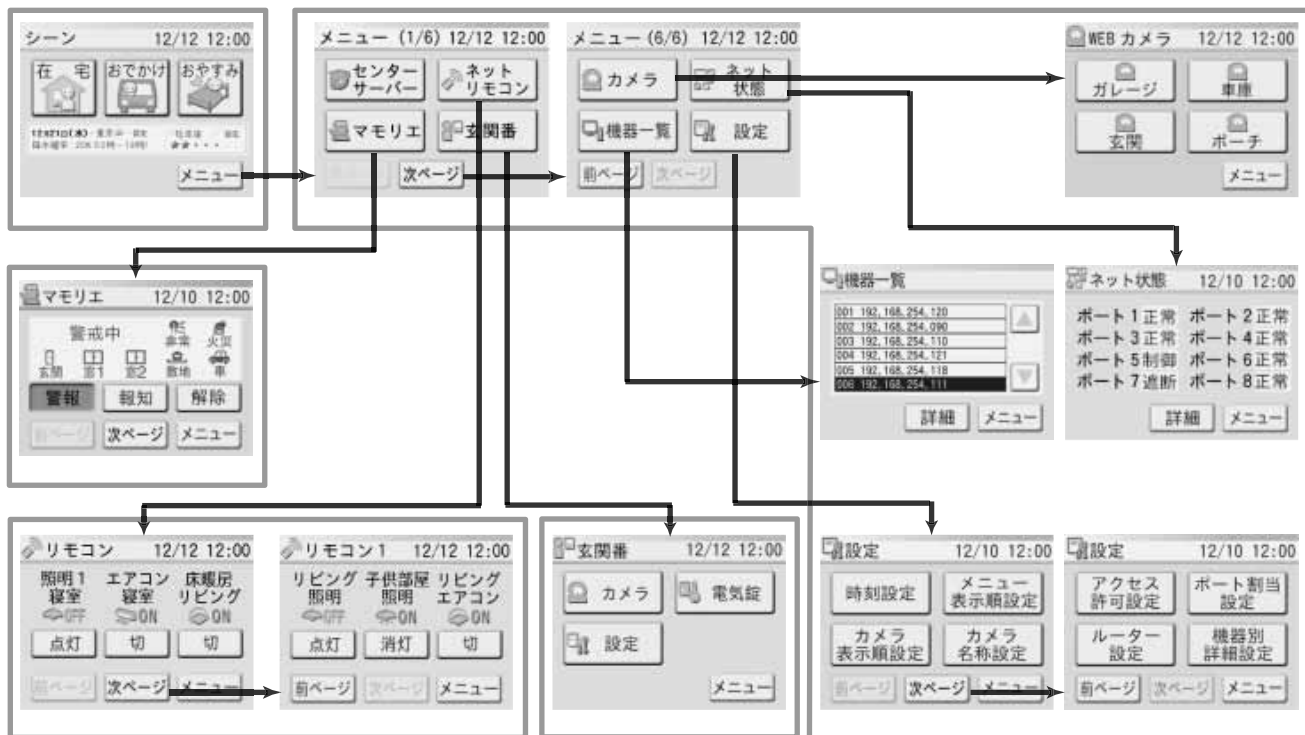 シーン 12/12 12:00
在 宅 おでかけ おやすみ
メニュー
メニュー (1/6) 12/12 12:00
センター
サーバー
ネット
リモコン
マモリエ
玄関番
次ページ
メニュー (6/6) 12/12 12:00
カメラ
ネット
状態
機器一覧
設定
前ページ 次ページ
WEB カメラ 12/12 12:00
ガレージ 車庫
玄関 ポーチ
メニュー
マモリエ 12/10 12:00
警戒中 非常 火災
玄関 窓1 窓2 敷地 車
警報 報知 解除
前ページ 次ページ メニュー
機器一覧
001 192,168,254,120
002 192,168,254,090
003 192,168,254,110
004 192,168,254,121
005 192,168,254,118
006 192,168,254,111
詳細 メニュー
ネット状態 12/10 12:00
ポート1正常 ポート2正常
ポート3正常 ポート4正常
ポート5制御 ポート6正常
ポート7遮断 ポート8正常
詳細 メニュー
リモコン 12/12 12:00
照明1
寝室
エアコン
寝室
床暖房
リビング
OFF ON ON
点灯 切 切
前ページ 次ページ メニュー
リモコン1 12/12 12:00
リビング
照明
子供部屋
照明
リビング
エアコン
OFF ON ON
点灯 消灯 切
前ページ 次ページ メニュー
玄関番 12/12 12:00
カメラ 電気錠
設定
メニュー
設定 12/10 12:00
時刻設定
メニュー
表示順設定
カメラ
表示順設定
カメラ
名称設定
前ページ 次ページ メニュー
設定 12/10 12:00
アクセス
許可設定
ポート割当
設定
ルーター
設定
機器別
詳細設定
前ページ 次ページ メニュー